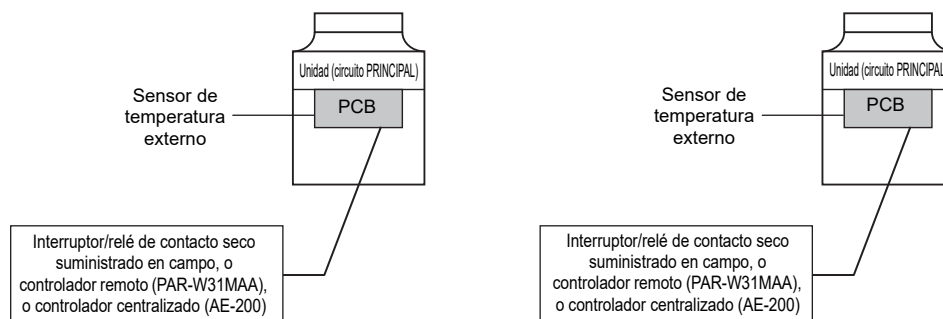 Unidad (circuito PRINCIPAL)
PCB
Sensor de
temperatura
externo
Interruptor/relé de contacto seco
suministrado en campo, o
controlador remoto (PAR-W31MAA),
o controlador centralizado (AE-200)
Unidad (circuito PRINCIPAL
PCB
Sensor de
temperatura
externo
Interruptor/relé de contacto seco
suministrado en campo, o
controlador remoto (PAR-W31MAA),
o controlador centralizado (AE-200)